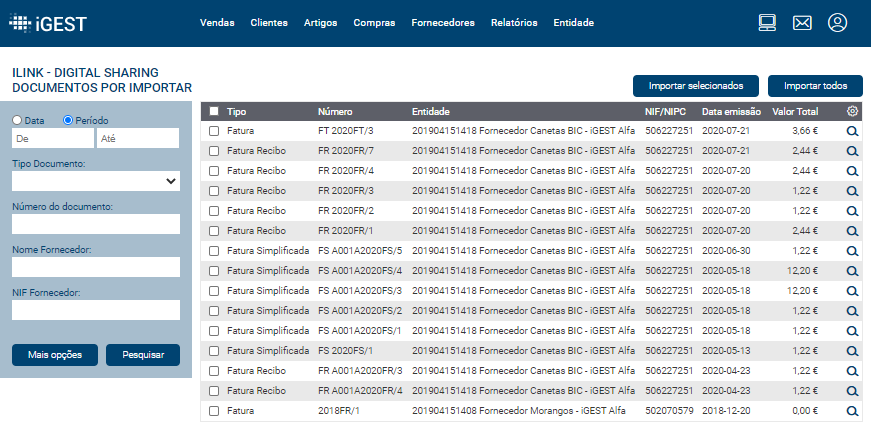 iGEST
Vendas Clientes Artigos Compras Fornecedores Relatórios Entidade
ILINK - DIGITAL SHARING
DOCUMENTOS POR IMPORTAR
Importar selecionados Importar todos
Data Período
De Até
Tipo Documento:
Número do documento:
Nome Fornecedor:
NIF Fornecedor:
Mais opções Pesquisar
Tipo Número Entidade NIF/NIPC Data emissão Valor Total
Fatura FT 2020FT/3 201904151418 Fornecedor Canetas BIC - iGEST Alfa 506227251 2020-07-21 3,66 €
Fatura Recibo FR 2020FR/7 201904151418 Fornecedor Canetas BIC - iGEST Alfa 506227251 2020-07-21 2,44 €
Fatura Recibo FR 2020FR/4 201904151418 Fornecedor Canetas BIC - iGEST Alfa 506227251 2020-07-20 2,44 €
Fatura Recibo FR 2020FR/3 201904151418 Fornecedor Canetas BIC - iGEST Alfa 506227251 2020-07-20 1,22 €
Fatura Recibo FR 2020FR/2 201904151418 Fornecedor Canetas BIC - iGEST Alfa 506227251 2020-07-20 1,22 €
Fatura Recibo FR 2020FR/1 201904151418 Fornecedor Canetas BIC - iGEST Alfa 506227251 2020-07-20 2,44 €
Fatura Simplificada FS A001A2020FS/5 201904151418 Fornecedor Canetas BIC - iGEST Alfa 506227251 2020-06-30 1,22 €
Fatura Simplificada FS A001A2020FS/4 201904151418 Fornecedor Canetas BIC - iGEST Alfa 506227251 2020-05-18 12,20 €
Fatura Simplificada FS A001A2020FS/3 201904151418 Fornecedor Canetas BIC - iGEST Alfa 506227251 2020-05-18 12,20 €
Fatura Simplificada FS A001A2020FS/2 201904151418 Fornecedor Canetas BIC - iGEST Alfa 506227251 2020-05-18 1,22 €
Fatura Simplificada FS A001A2020FS/1 201904151418 Fornecedor Canetas BIC - iGEST Alfa 506227251 2020-05-18 1,22 €
Fatura Simplificada FS 2020FS/1 201904151418 Fornecedor Canetas BIC - iGEST Alfa 506227251 2020-05-13 1,22 €
Fatura Recibo FR A001A2020FR/3 201904151418 Fornecedor Canetas BIC - iGEST Alfa 506227251 2020-04-23 1,22 €
Fatura Recibo FR A001A2020FR/4 201904151418 Fornecedor Canetas BIC - iGEST Alfa 506227251 2020-04-23 1,22 €
Fatura 2018FR/1 201904151408 Fornecedor Morangos - iGEST Alfa 502070579 2018-12-20 0,00 €